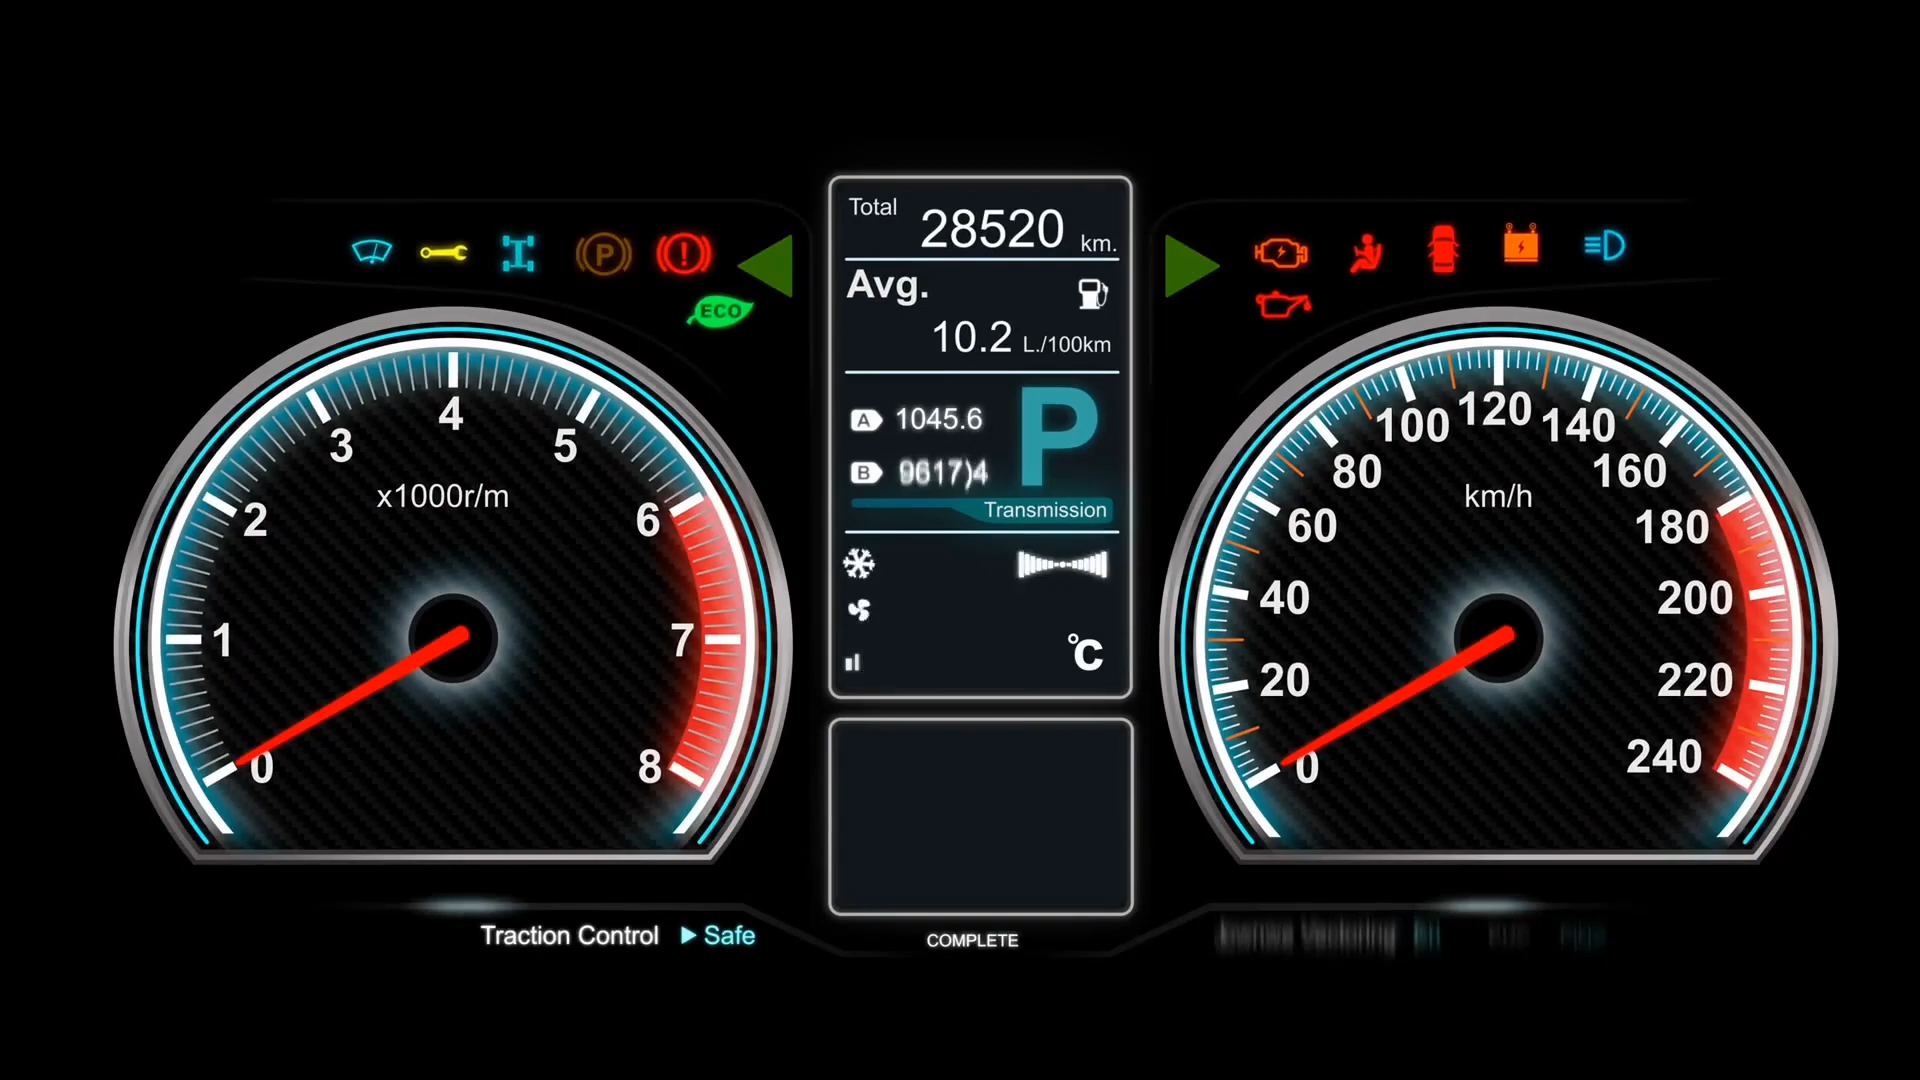 Total
28520 km.
Avg.
10.2 L./100km
A 1045.6
B
P
Transmission
°C
P
!
ECO
4
3 5
x1000r/m
2 6
1 7
0 8
120
100 140
80 160
km/h
60 180
40 200
20 220
0 240
Traction Control Safe
COMPLETE